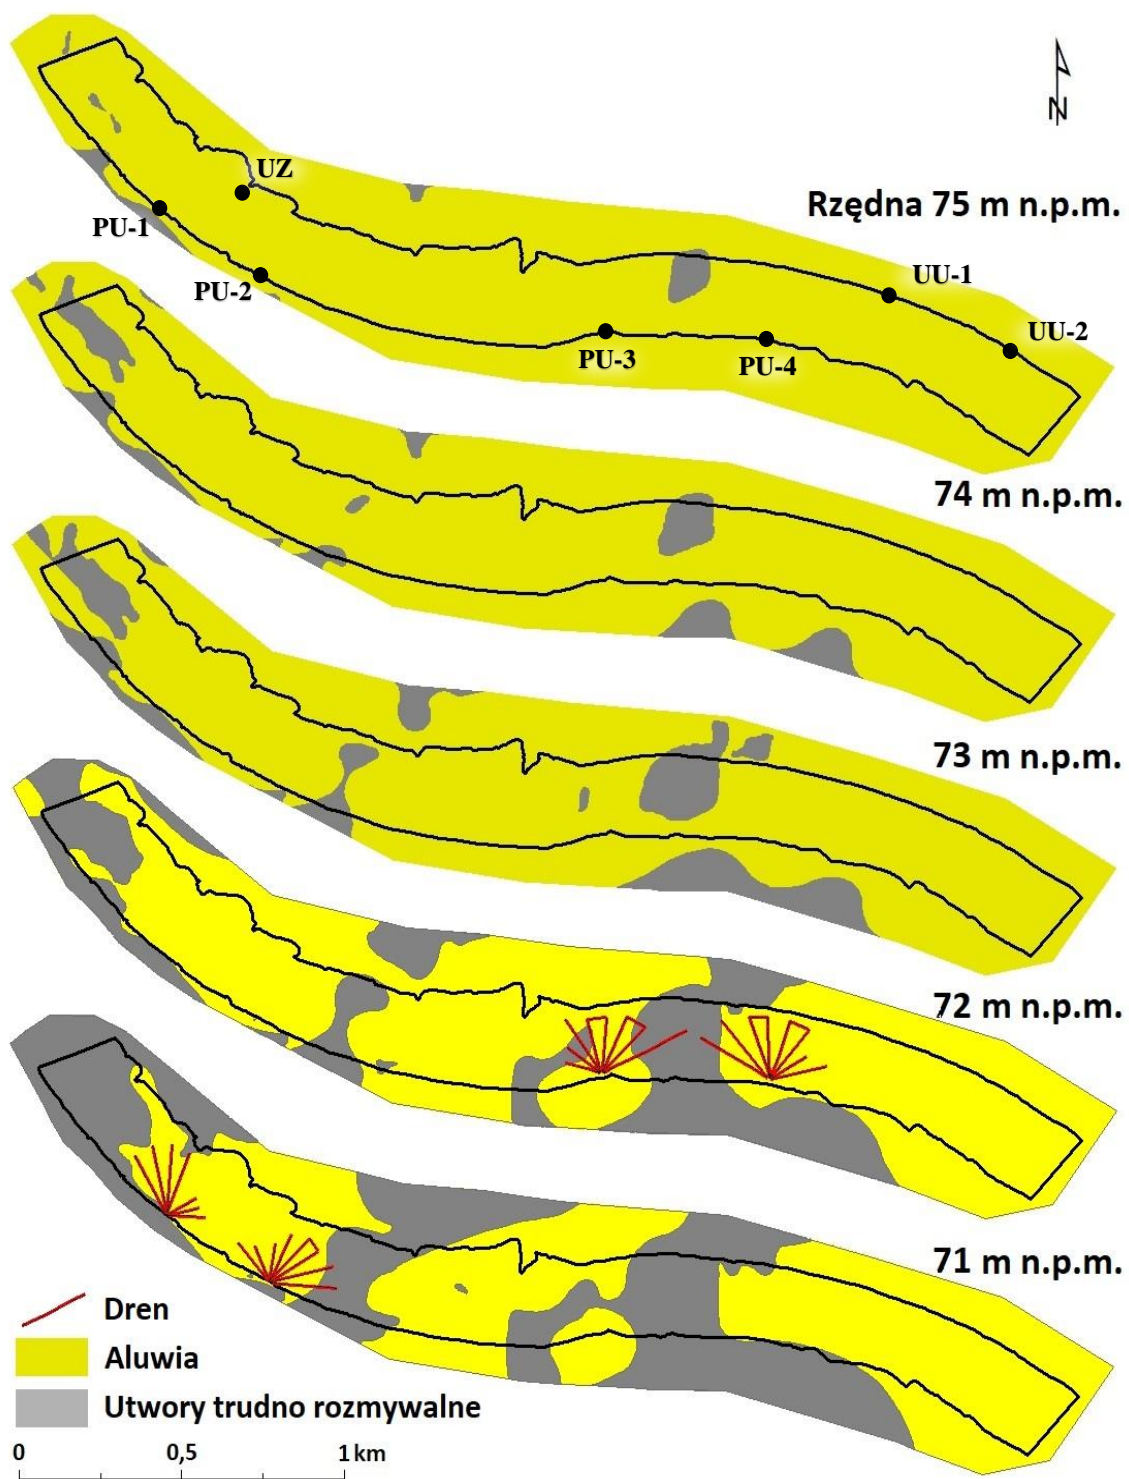 N
UZ
Rzędna 75 m n.p.m.
PU-1
UU-1
PU-2
UU-2
PU-3
PU-4
74 m n.p.m.
73 m n.p.m.
72 m n.p.m.
71 m n.p.m.
Dren
Aluwia
Utwory trudno rozmywalne
0 0,5 1 km